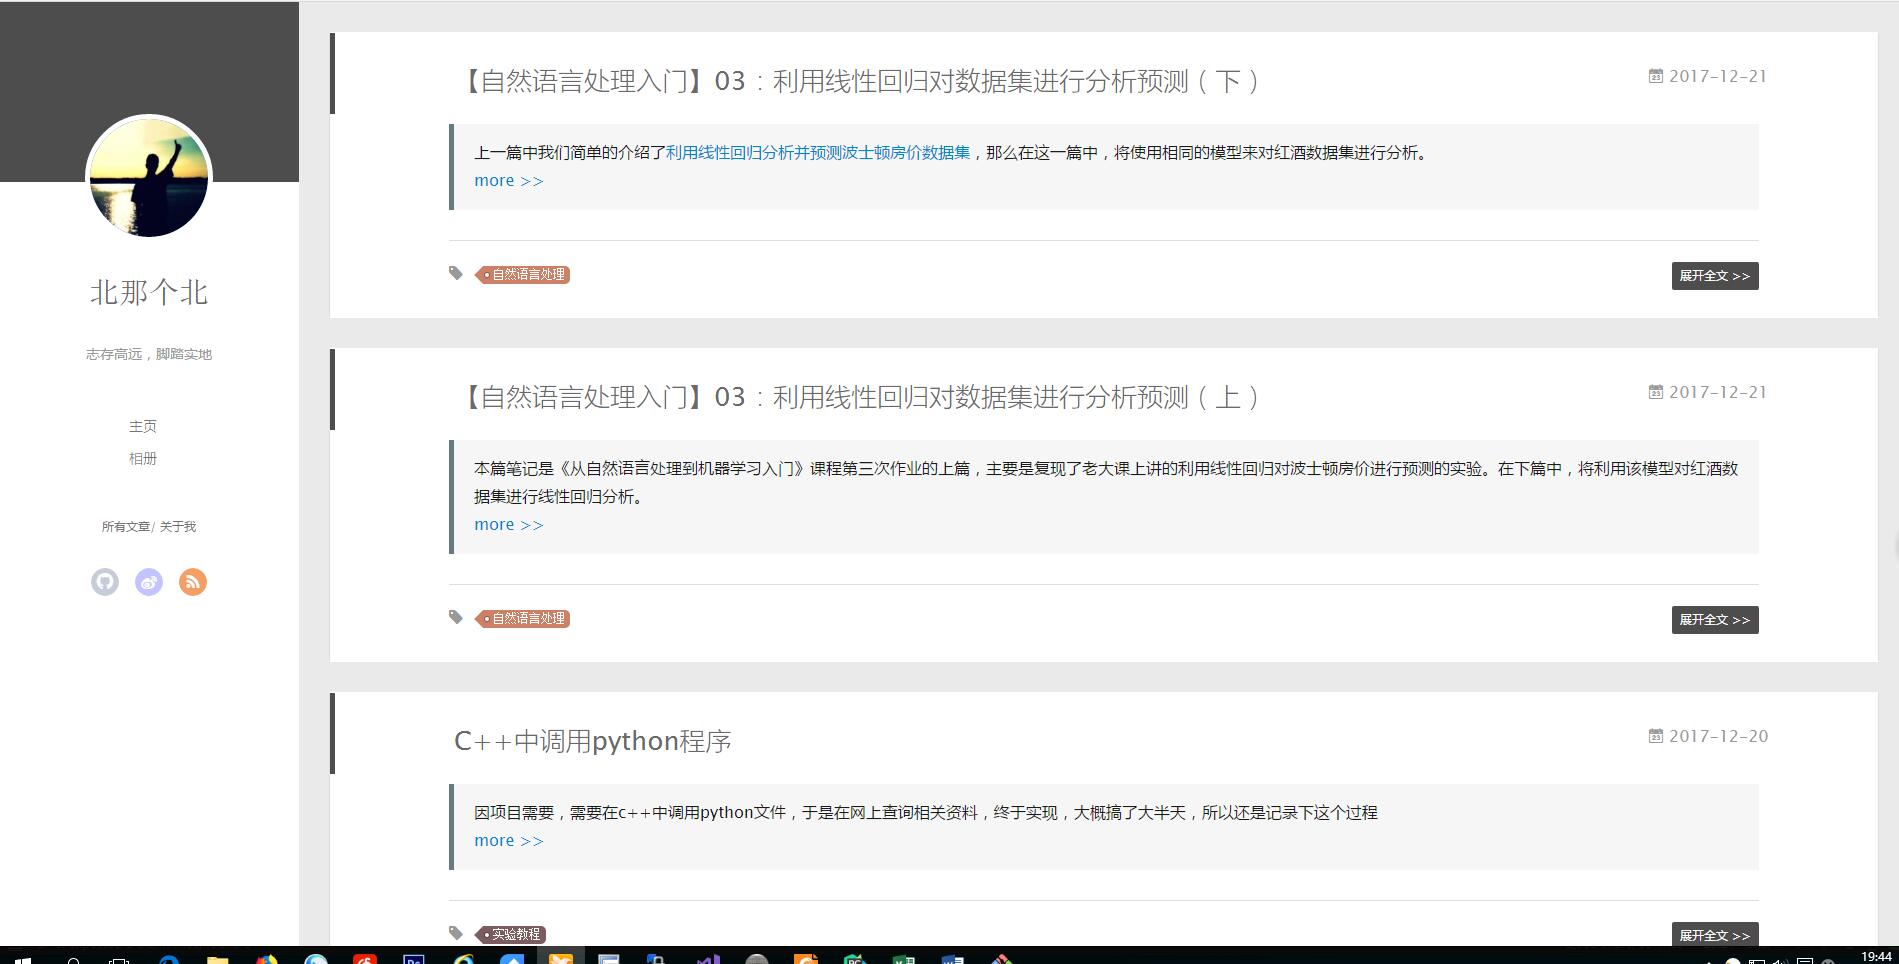 北那个北
志存高远，脚踏实地
主页
相册
所有文章/ 关于我
【自然语言处理入门】03：利用线性回归对数据集进行分析预测（下）
2017-12-21
上一篇中我们简单的介绍了利用线性回归分析并预测波士顿房价数据集，那么在这一篇中，将使用相同的模型来对红酒数据集进行分析。
more >>
自然语言处理
展开全文 >>
【自然语言处理入门】03：利用线性回归对数据集进行分析预测（上）
2017-12-21
本篇笔记是《从自然语言处理到机器学习入门》课程第三次作业的上篇，主要是复现了老大课上讲的利用线性回归对波士顿房价进行预测的实验。在下篇中，将利用该模型对红酒数
据集进行线性回归分析。
more >>
自然语言处理
展开全文 >>
C++中调用python程序
2017-12-20
因项目需要，需要在c++中调用python文件，于是在网上查询相关资料，终于实现，大概搞了大半天，所以还是记录下这个过程
more >>
实验教程
展开全文 >>
19:44